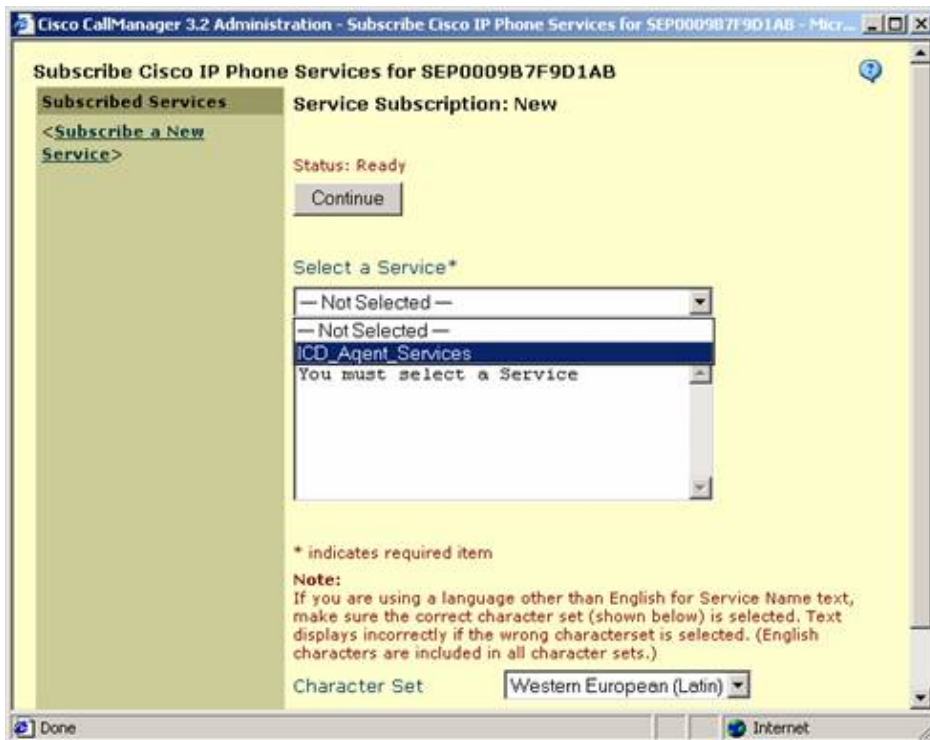 Cisco CallManager 3.2 Administration - Subscribe Cisco IP Phone Services for SEP0009B7F9D1AB - Micr...
Subscribe Cisco IP Phone Services for SEP0009B7F9D1AB
Subscribed Services
<Subscribe a New
Service>
Service Subscription: New
Status: Ready
Continue
Select a Service*
— Not Selected —
— Not Selected —
ICD_Agent_Services
You must select a Service
* indicates required item
Note:
If you are using a language other than English for Service Name text,
make sure the correct character set (shown below) is selected. Text
displays incorrectly if the wrong characterset is selected. (English
characters are included in all character sets.)
Character Set
Western European (Latin)
Done
Internet